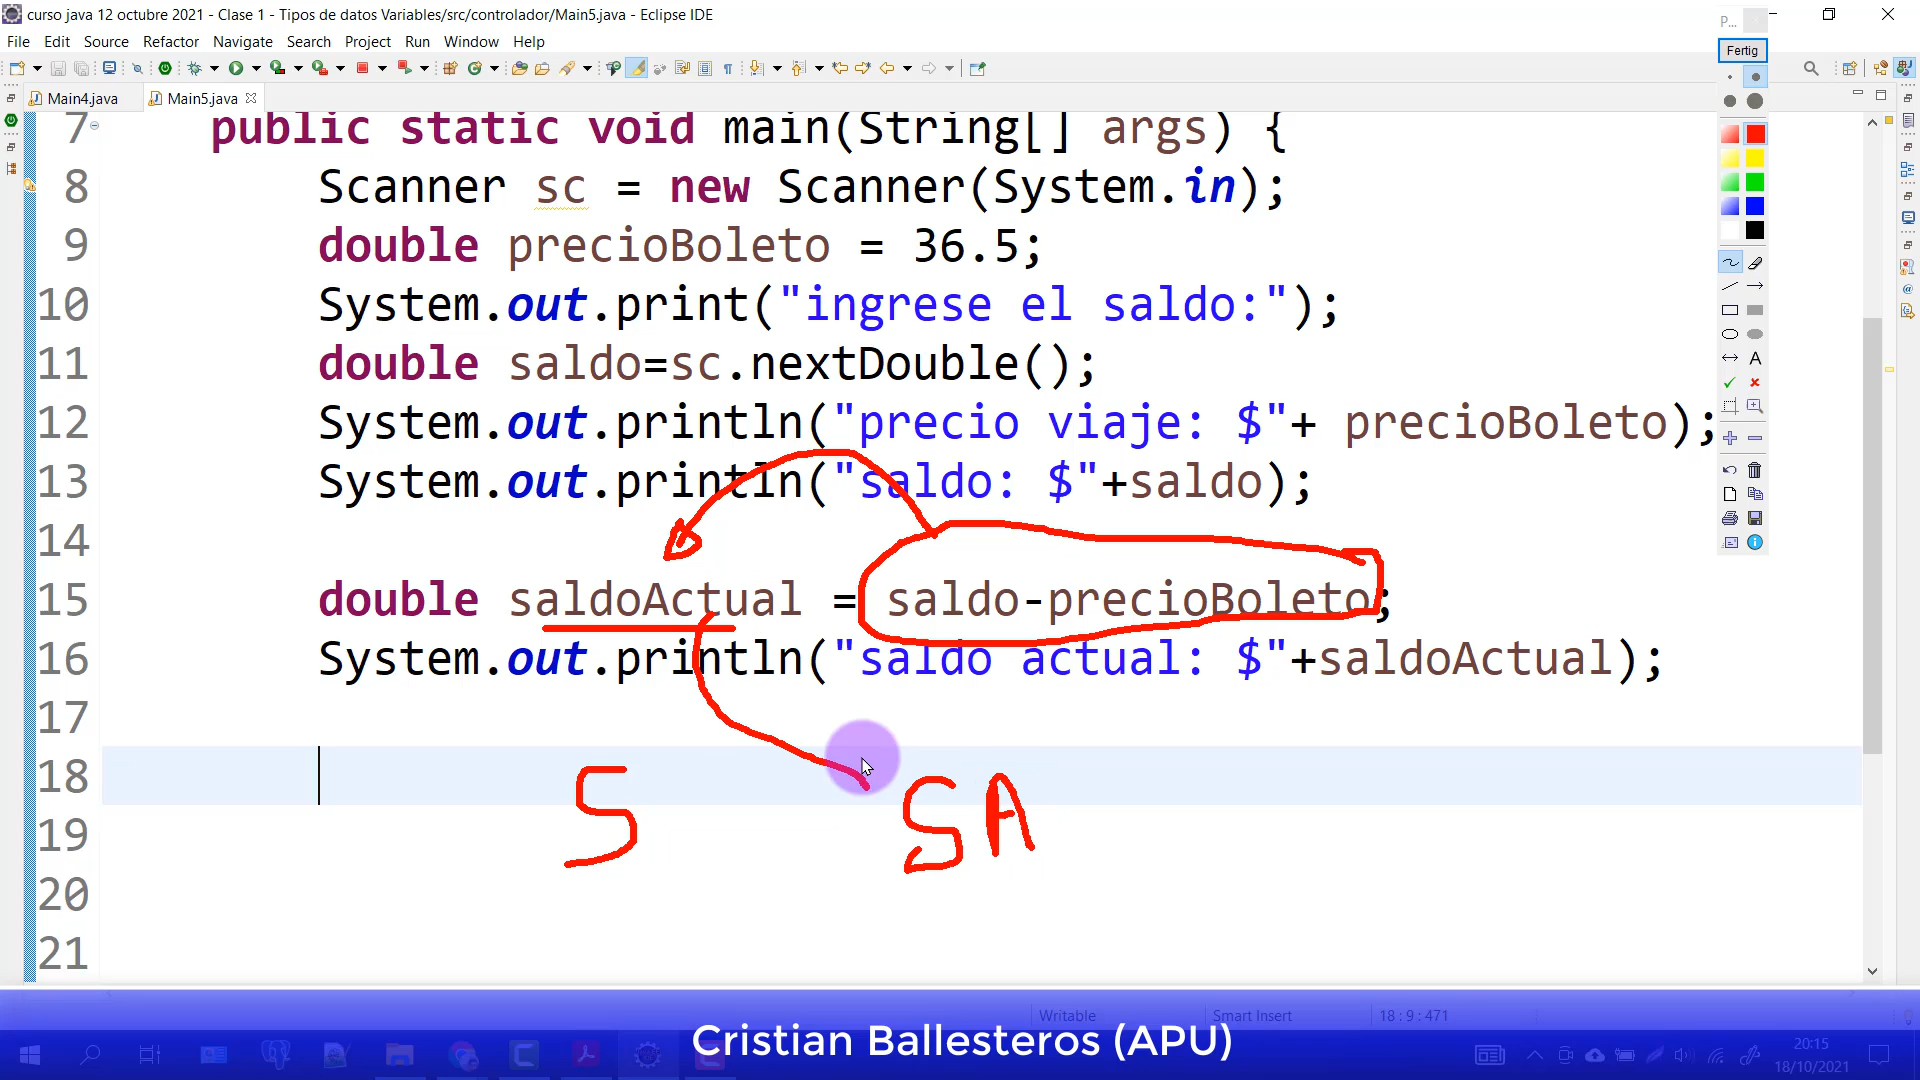 curso java 12 octubre 2021 - Clase 1 - Tipos de datos Variables/src/controlador/Main5.java - Eclipse IDE
P...
File Edit Source Refactor Navigate Search Project Run Window Help
Fertig
Main4.java Main5.java
7 public static void main(String[] args) {
8 Scanner sc = new Scanner(System.in);
9 double precioBoleto = 36.5;
10 System.out.print("ingrese el saldo:");
11 double saldo=sc.nextDouble();
12 System.out.println("precio viaje: $"+ precioBoleto);
13 System.out.println("saldo: $"+saldo);
14
15 double saldoActual = saldo-precioBoleto;
16 System.out.println("saldo actual: $"+saldoActual);
17
18
S SA
19
20
21
Writable Smart Insert 18 : 9 : 471
Cristian Ballesteros (APU)
20:15
18/10/2021